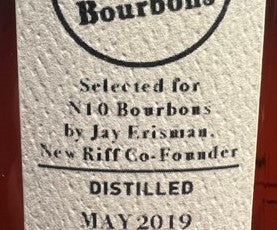 Bourbons
Selected for
N10 Bourbons
by Jay Erisman,
New Riff Co-Founder
DISTILLED
MAY 2019